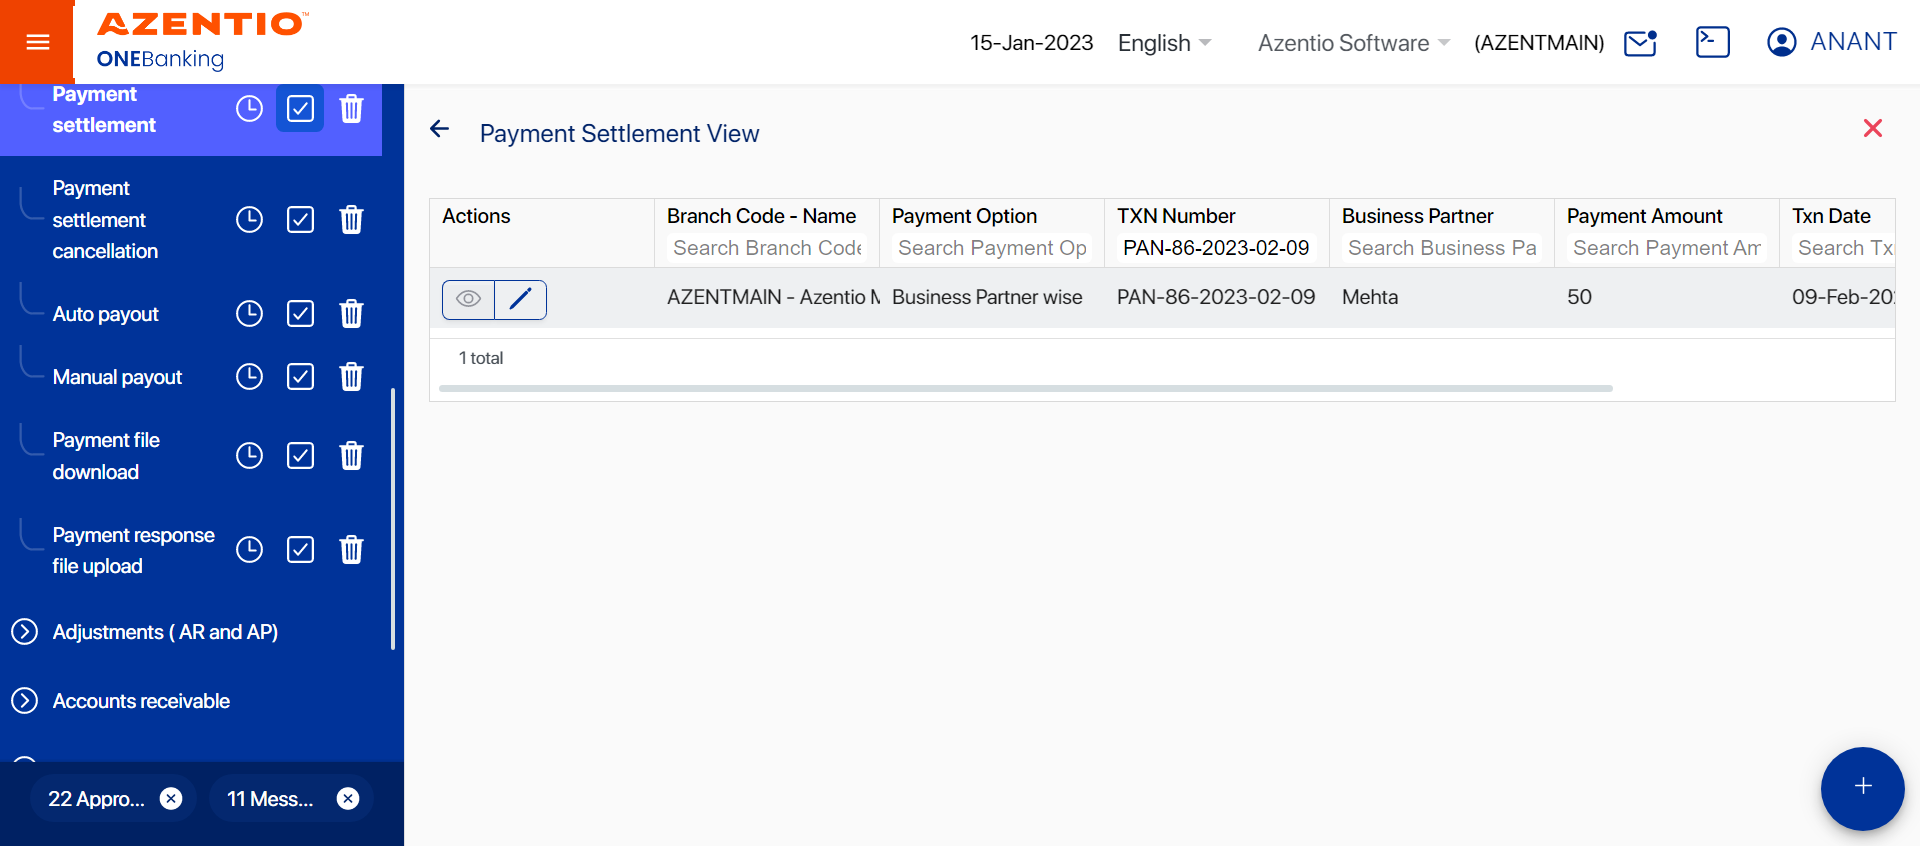 AZENTIO™
ONEBanking
15-Jan-2023 English Azentio Software (AZENTMAIN) ANANT
Payment
settlement
Payment
settlement
cancellation
Auto payout
Manual payout
Payment file
download
Payment response
file upload
Adjustments ( AR and AP)
Accounts receivable
22 Appro... 11 Mess...
Payment Settlement View
Actions Branch Code - Name Payment Option TXN Number Business Partner Payment Amount Txn Date
Search Branch Code Search Payment Op PAN-86-2023-02-09 Search Business Pa Search Payment Am Search Tx
AZENTMAIN - Azentio M Business Partner wise PAN-86-2023-02-09 Mehta 50 09-Feb-202
1 total